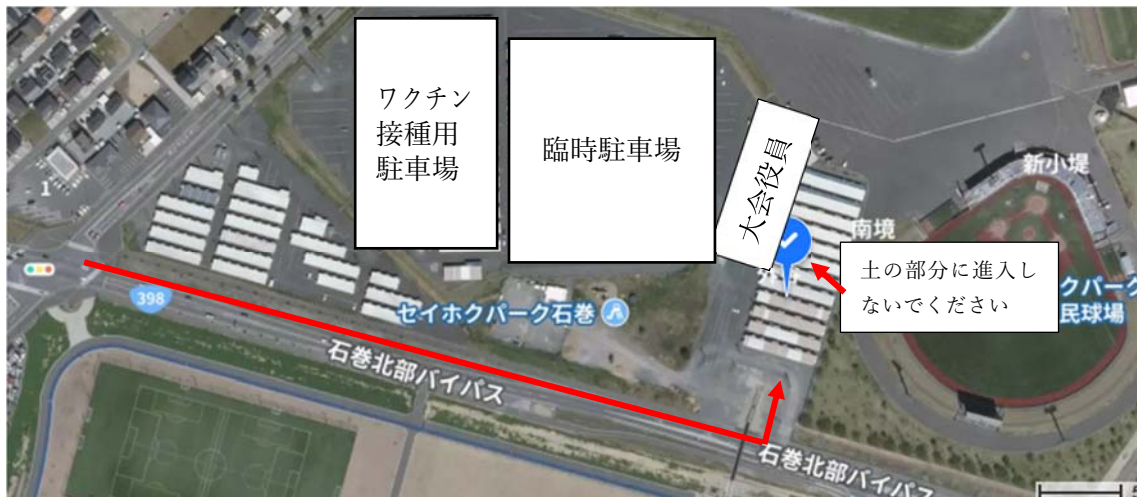 ワクチン
接種用
駐車場
臨時駐車場
大会役員
新小堤
南境
土の部分に進入し
ないでください
クパーク
民球場
1
398
セイホクパーク石巻
石巻北部バイパス
石巻北部バイパス